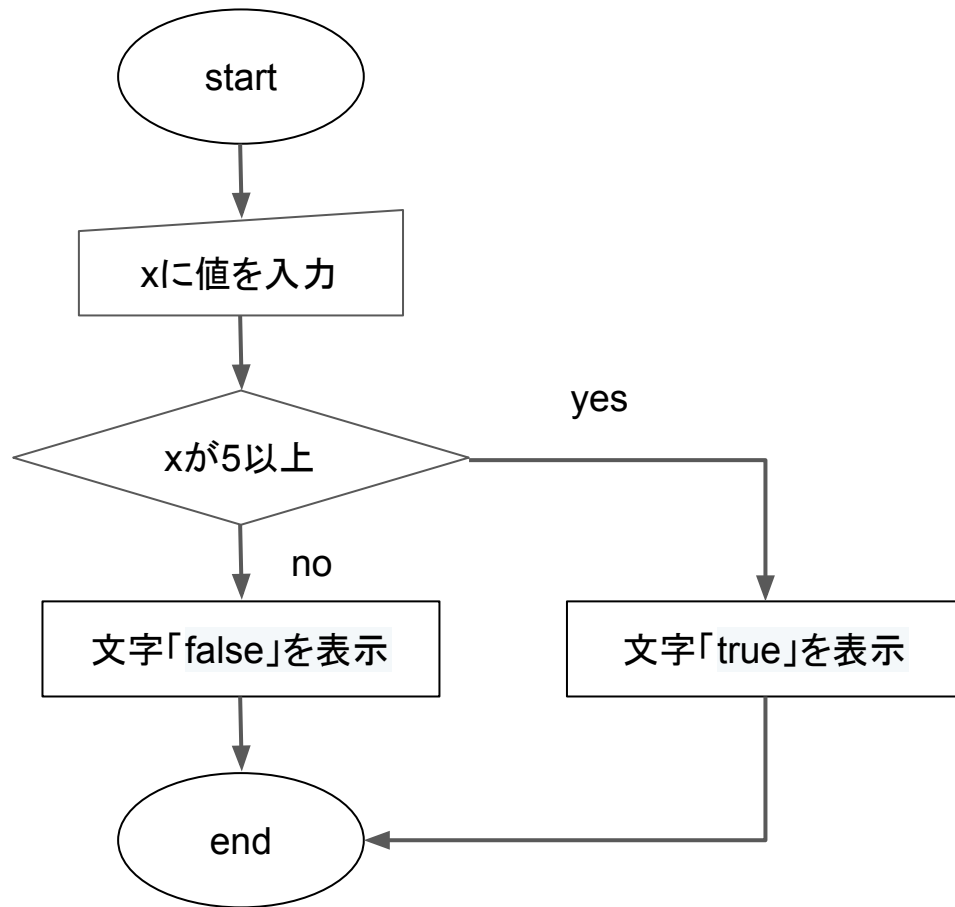 start
xに値を入力
yes
xが5以上
no
文字「false」を表示
文字「true」を表示
end